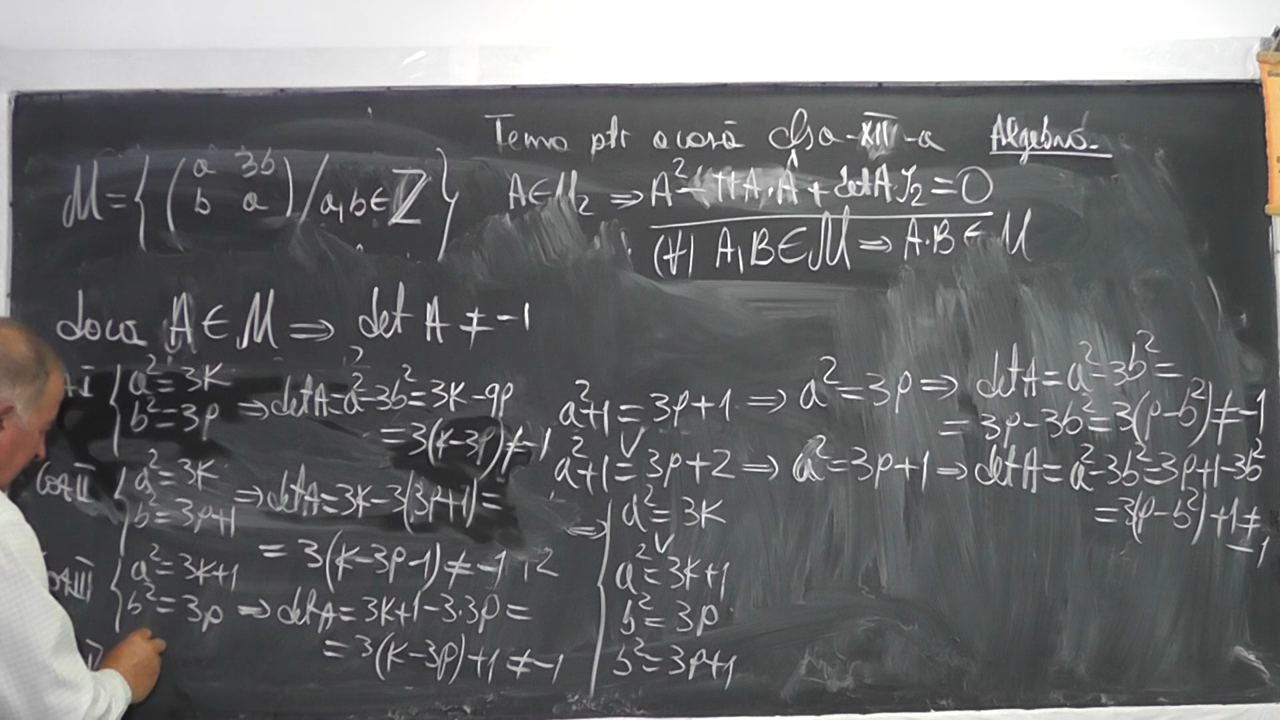 Tema ptr acasă clsa-XII-a Algebră
M={(a 3b
b a)/a,b∈Z}
A∈M₂ ⇒ A²-TrA·A+detA·I₂=0
(∀) A,B∈M ⇒ A·B∈M
daca A∈M ⇒ det A ≠ -1
{a²=3K
b²=3p ⇒ detA=a²-3b²=3K-9p
=3(K-3p)≠-1
Caz II {a²=3K
b²=3p+1 ⇒ detA=3K-3(3p+1)=
=3(K-3p-1)≠-1+2
Caz III {a²=3K+1
b²=3p ⇒ detA=3K+1-3·3p=
=3(K-3p)+1≠-1
a²+1=3p+1 ⇒ a²=3p ⇒ detA=a²-3b²=
=3p-3b²=3(p-b²)≠-1
∨
a²+1=3p+2 ⇒ a²=3p+1 ⇒ detA=a²-3b²=3p+1-3b²
=3(p-b²)+1≠
-1
⇒ {a²=3K
∨
a²=3K+1
b²=3p
b²=3p+1